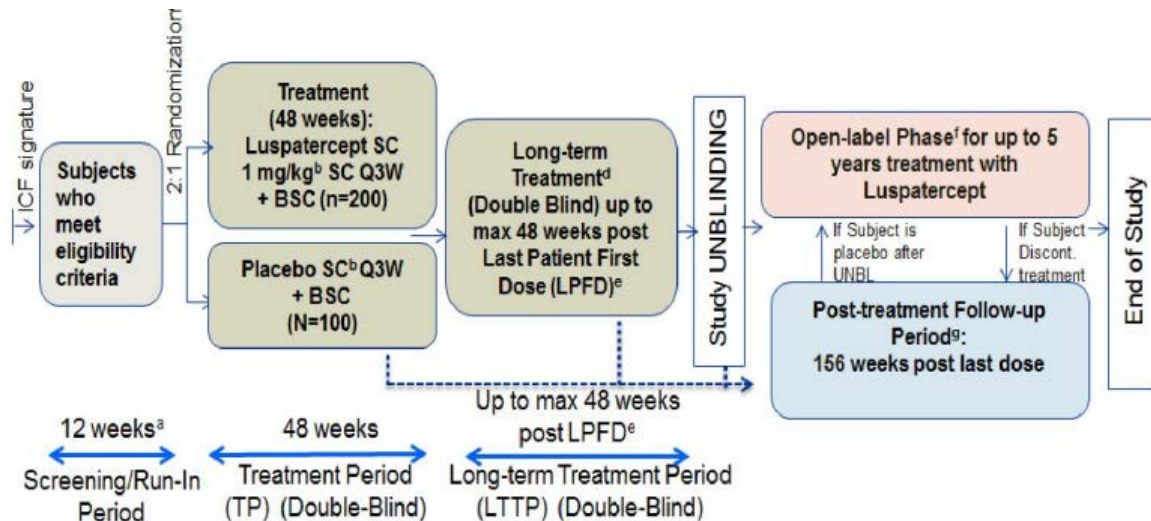 ICF signature
Subjects
who
meet
eligibility
criteria
2:1 Randomization
Treatment
(48 weeks):
Luspatercept SC
1 mg/kgᵇ SC Q3W
+ BSC (n=200)
Placebo SCᵇ Q3W
+ BSC
(N=100)
Long-term
Treatmentᵈ
(Double Blind) up to
max 48 weeks post
Last Patient First
Dose (LPFD)ᵉ
Study UNBLINDING
Open-label Phaseᶠ for up to 5
years treatment with
Luspatercept
If Subject is
placebo after
UNBL
If Subject
Discont.
treatment
Post-treatment Follow-up
Periodᵍ:
156 weeks post last dose
End of Study
12 weeksᵃ
Screening/Run-In
Period
48 weeks
Treatment Period
(TP) (Double-Blind)
Up to max 48 weeks
post LPFDᵉ
Long-term Treatment Period
(LTTP) (Double-Blind)